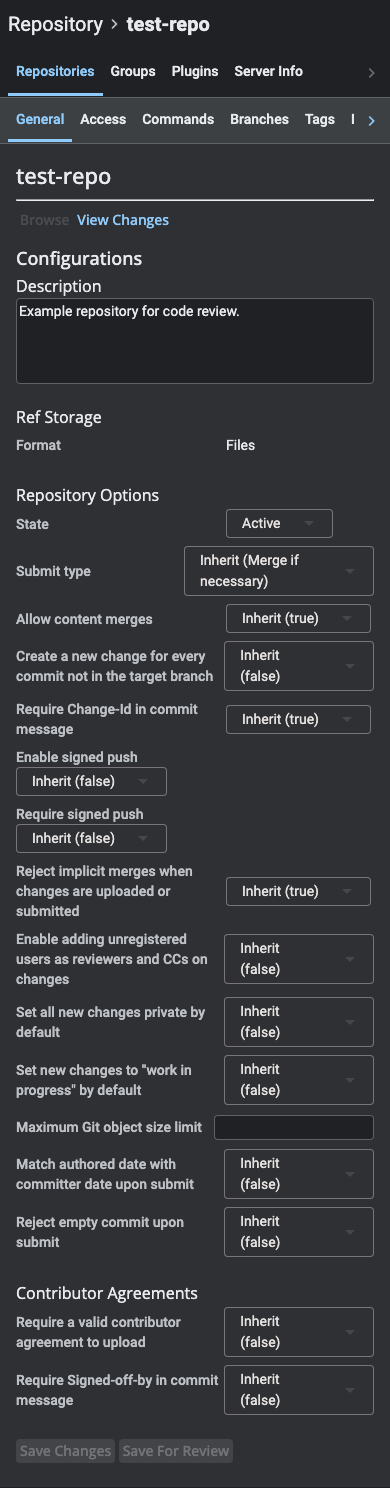 Repository › test-repo
Repositories Groups Plugins Server Info
General Access Commands Branches Tags
test-repo
Browse View Changes
Configurations
Description
Example repository for code review.
Ref Storage
Format Files
Repository Options
State Active
Submit type Inherit (Merge if
necessary)
Allow content merges Inherit (true)
Create a new change for every
commit not in the target branch
Inherit
(false)
Require Change-Id in commit
message
Inherit (true)
Enable signed push
Inherit (false)
Require signed push
Inherit (false)
Reject implicit merges when
changes are uploaded or
submitted
Inherit (true)
Enable adding unregistered
users as reviewers and CCs on
changes
Inherit
(false)
Set all new changes private by
default
Inherit
(false)
Set new changes to "work in
progress" by default
Inherit
(false)
Maximum Git object size limit
Match authored date with
committer date upon submit
Inherit
(false)
Reject empty commit upon
submit
Inherit
(false)
Contributor Agreements
Require a valid contributor
agreement to upload
Inherit
(false)
Require Signed-off-by in commit
message
Inherit
(false)
Save Changes Save For Review